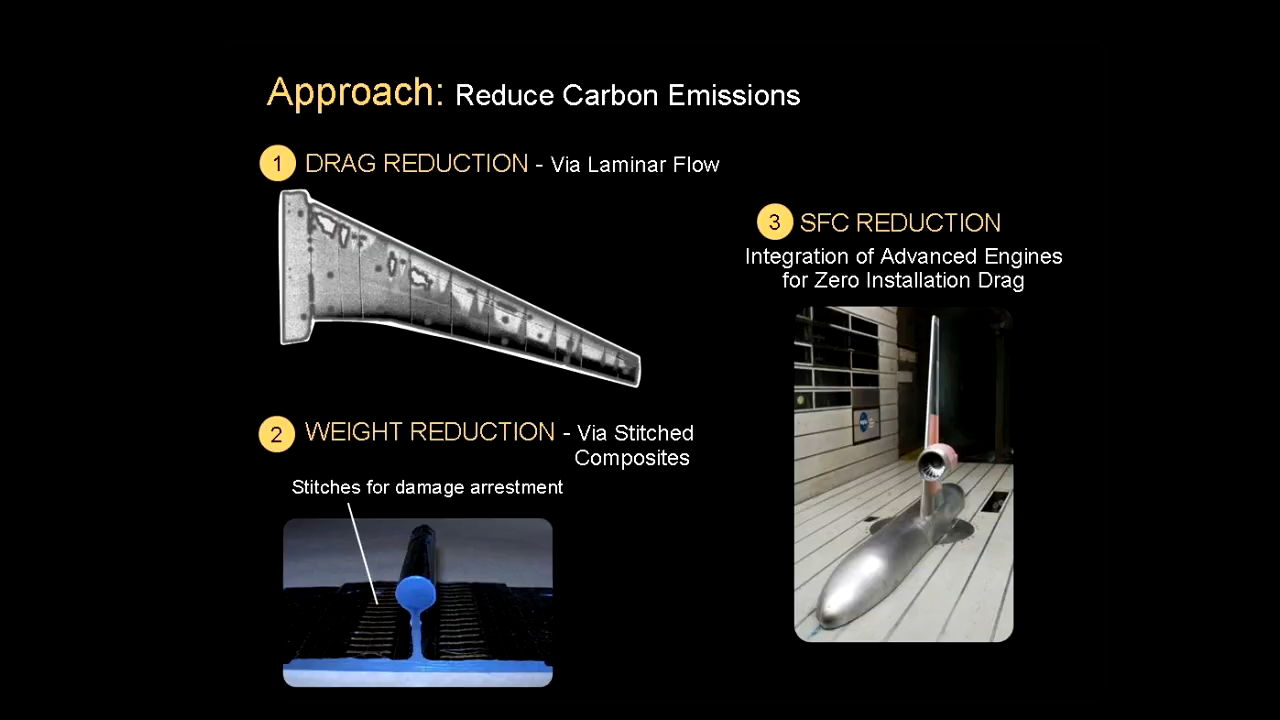 Approach: Reduce Carbon Emissions
1 DRAG REDUCTION - Via Laminar Flow
2 WEIGHT REDUCTION - Via Stitched
Composites
Stitches for damage arrestment
3 SFC REDUCTION
Integration of Advanced Engines
for Zero Installation Drag